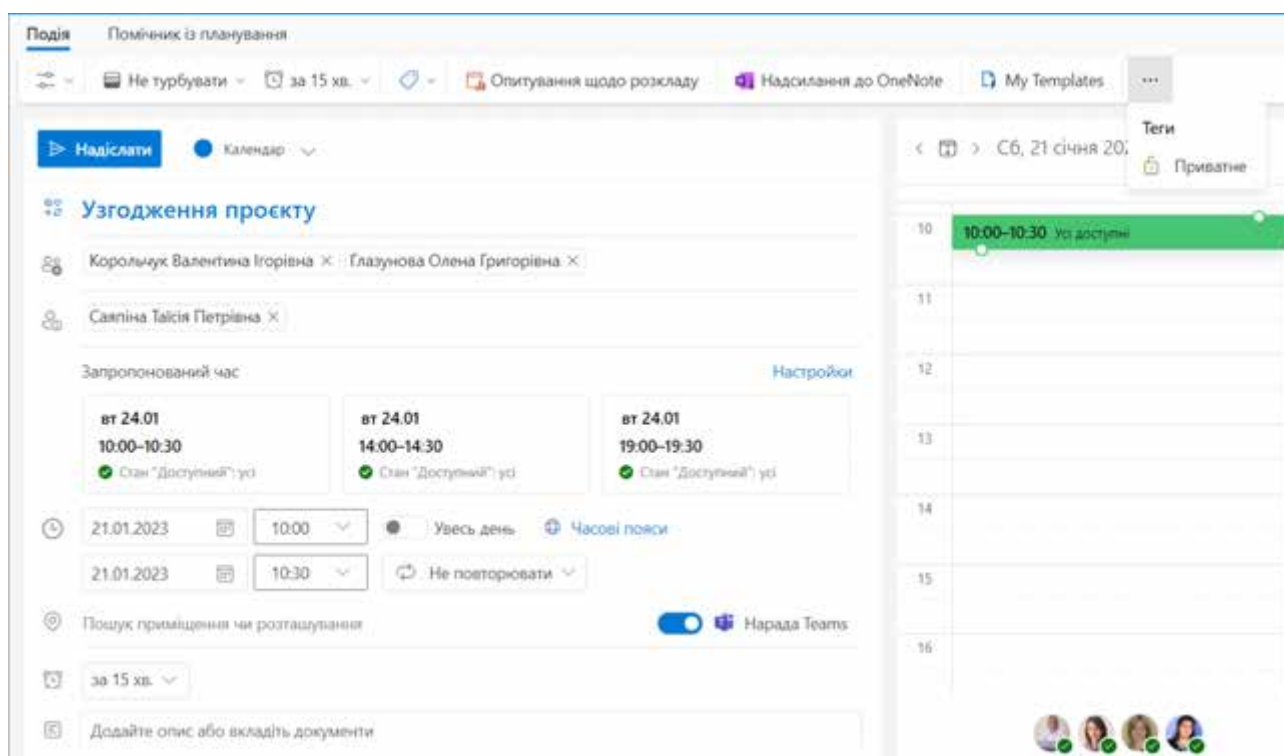 Подія Помічник із планування
Не турбувати за 15 хв. Опитування щодо розкладу Надсилання до OneNote My Templates ...
Теги
Приватне
Надіслати Календар
Сб, 21 січня 202
Узгодження проєкту
Корольчук Валентина Ігорівна × Глазунова Олена Григорівна ×
Саяпіна Таїсія Петрівна ×
Запропонований час Настройки
вт 24.01 вт 24.01 вт 24.01
10:00–10:30 14:00–14:30 19:00–19:30
Стан "Доступний": усі Стан "Доступний": усі Стан "Доступний": усі
21.01.2023 10:00 Увесь день Часові пояси
21.01.2023 10:30 Не повторювати
Пошук приміщення чи розташування Нарада Teams
за 15 хв.
Додайте опис або вкладіть документи
10 10:00–10:30 Усі доступні
11
12
13
14
15
16